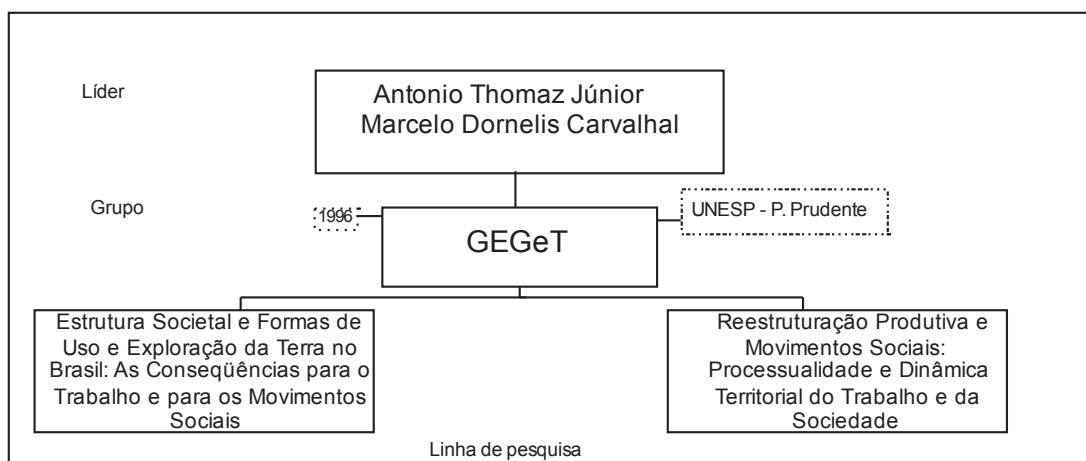 Líder
Antonio Thomaz Júnior
Marcelo Dornelis Carvalhal
Grupo
1996
GEGeT
UNESP - P. Prudente
Estrutura Societal e Formas de
Uso e Exploração da Terra no
Brasil: As Conseqüências para o
Trabalho e para os Movimentos
Sociais
Reestruturação Produtiva e
Movimentos Sociais:
Processualidade e Dinâmica
Territorial do Trabalho e da
Sociedade
Linha de pesquisa